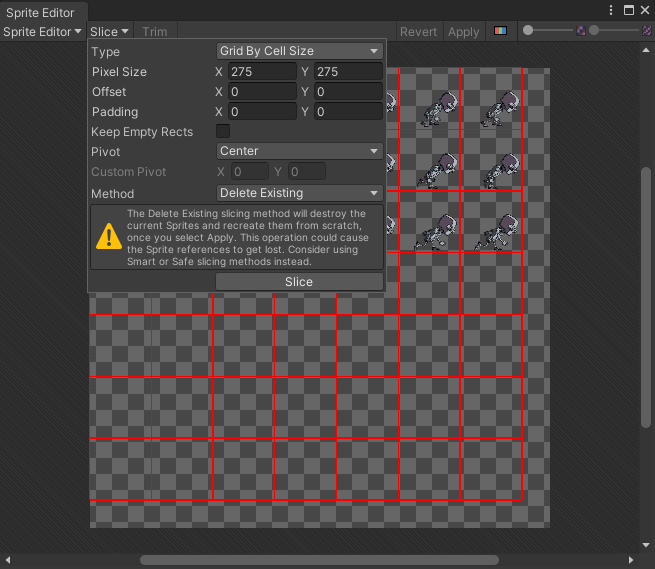 Sprite Editor
Sprite Editor Slice Trim Revert Apply
Type Grid By Cell Size
Pixel Size X 275 Y 275
Offset X 0 Y 0
Padding X 0 Y 0
Keep Empty Rects
Pivot Center
Custom Pivot X 0 Y 0
Method Delete Existing
The Delete Existing slicing method will destroy the
current Sprites and recreate them from scratch,
once you select Apply. This operation could cause
the Sprite references to get lost. Consider using
Smart or Safe slicing methods instead.
Slice